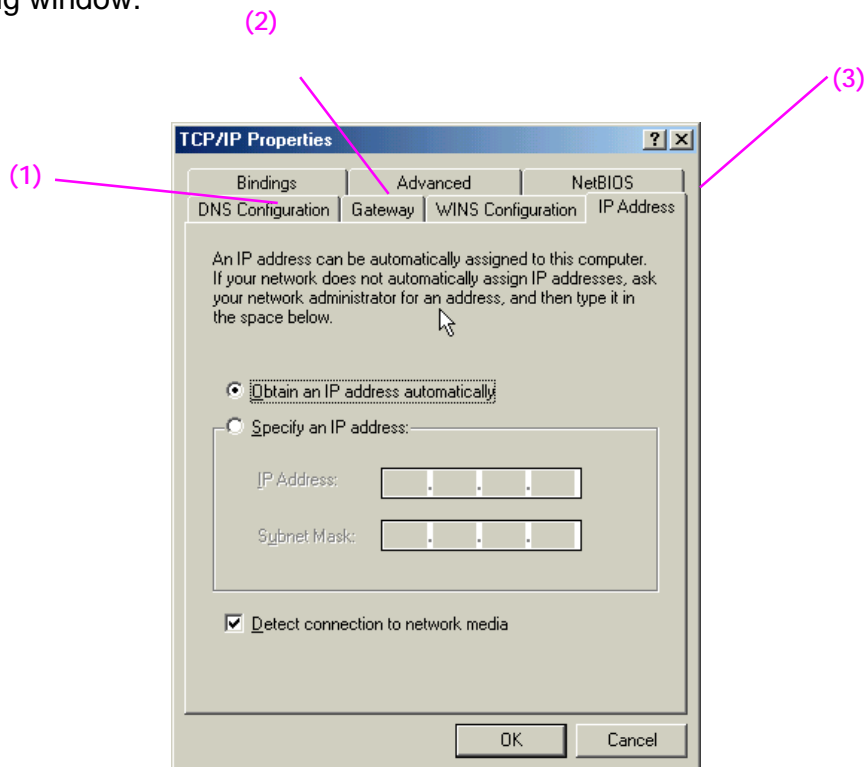 g window.
(2)
(3)
TCP/IP Properties
(1)
Bindings Advanced NetBIOS
DNS Configuration Gateway WINS Configuration IP Address
An IP address can be automatically assigned to this computer.
If your network does not automatically assign IP addresses, ask
your network administrator for an address, and then type it in
the space below.
Obtain an IP address automatically
Specify an IP address:
IP Address:
Subnet Mask:
Detect connection to network media
OK Cancel